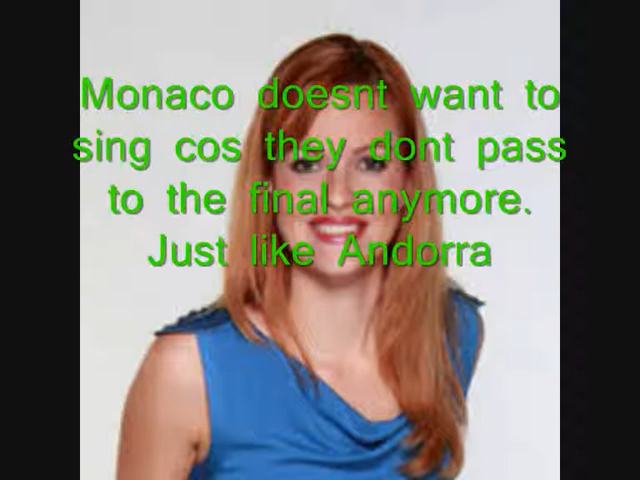 Monaco doesnt want to
sing cos they dont pass
to the final anymore.
Just like Andorra